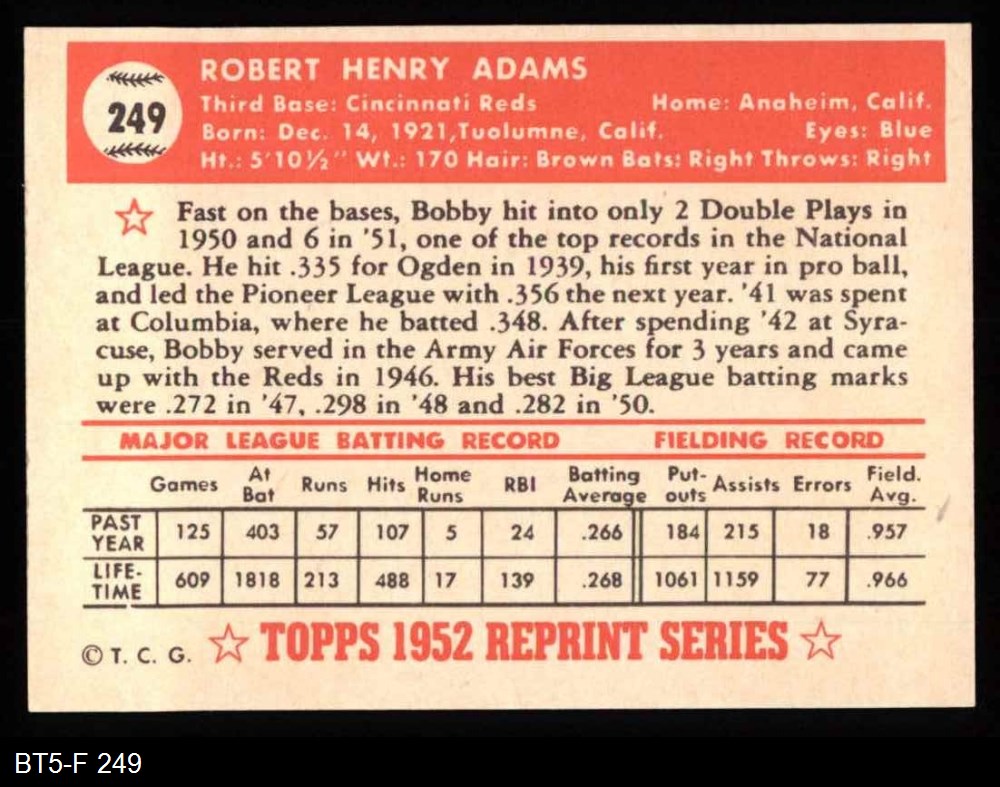 249
ROBERT HENRY ADAMS
Third Base: Cincinnati Reds Home: Anaheim, Calif.
Born: Dec. 14, 1921, Tuolumne, Calif. Eyes: Blue
Ht.: 5'10½" Wt.: 170 Hair: Brown Bats: Right Throws: Right
Fast on the bases, Bobby hit into only 2 Double Plays in
1950 and 6 in '51, one of the top records in the National
League. He hit .335 for Ogden in 1939, his first year in pro ball,
and led the Pioneer League with .356 the next year. '41 was spent
at Columbia, where he batted .348. After spending '42 at Syra-
cuse, Bobby served in the Army Air Forces for 3 years and came
up with the Reds in 1946. His best Big League batting marks
were .272 in '47, .298 in '48 and .282 in '50.
MAJOR LEAGUE BATTING RECORD FIELDING RECORD
Games At Bat Runs Hits Home Runs RBI Batting Average Put-outs Assists Errors Field. Avg.
PAST YEAR 125 403 57 107 5 24 .266 184 215 18 .957
LIFE-TIME 609 1818 213 488 17 139 .268 1061 1159 77 .966
© T. C. G. ☆ TOPPS 1952 REPRINT SERIES ☆
BT5-F 249